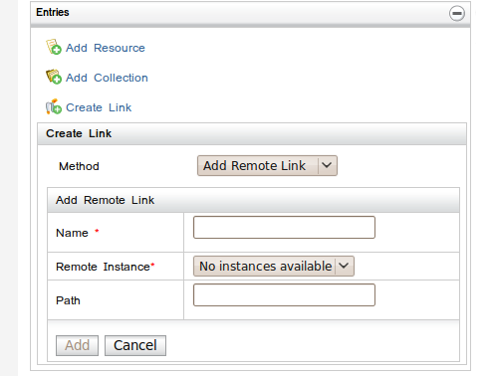 Entries
Add Resource
Add Collection
Create Link
Create Link
Method Add Remote Link
Add Remote Link
Name *
Remote Instance* No instances available
Path
Add Cancel